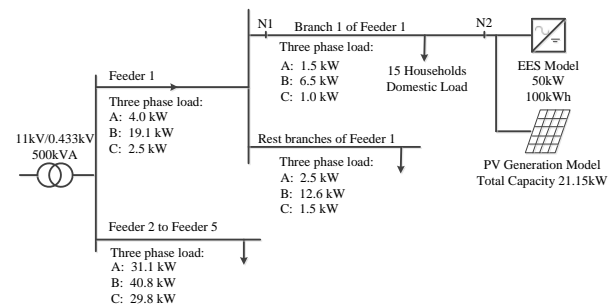 N1
Branch 1 of Feeder 1
N2
Three phase load:
A: 1.5 kW
B: 6.5 kW
C: 1.0 kW
15 Households
Domestic Load
EES Model
50kW
100kWh
Feeder 1
Three phase load:
A: 4.0 kW
B: 19.1 kW
C: 2.5 kW
11kV/0.433kV
500kVA
Rest branches of Feeder 1
Three phase load:
A: 2.5 kW
B: 12.6 kW
C: 1.5 kW
PV Generation Model
Total Capacity 21.15kW
Feeder 2 to Feeder 5
Three phase load:
A: 31.1 kW
B: 40.8 kW
C: 29.8 kW